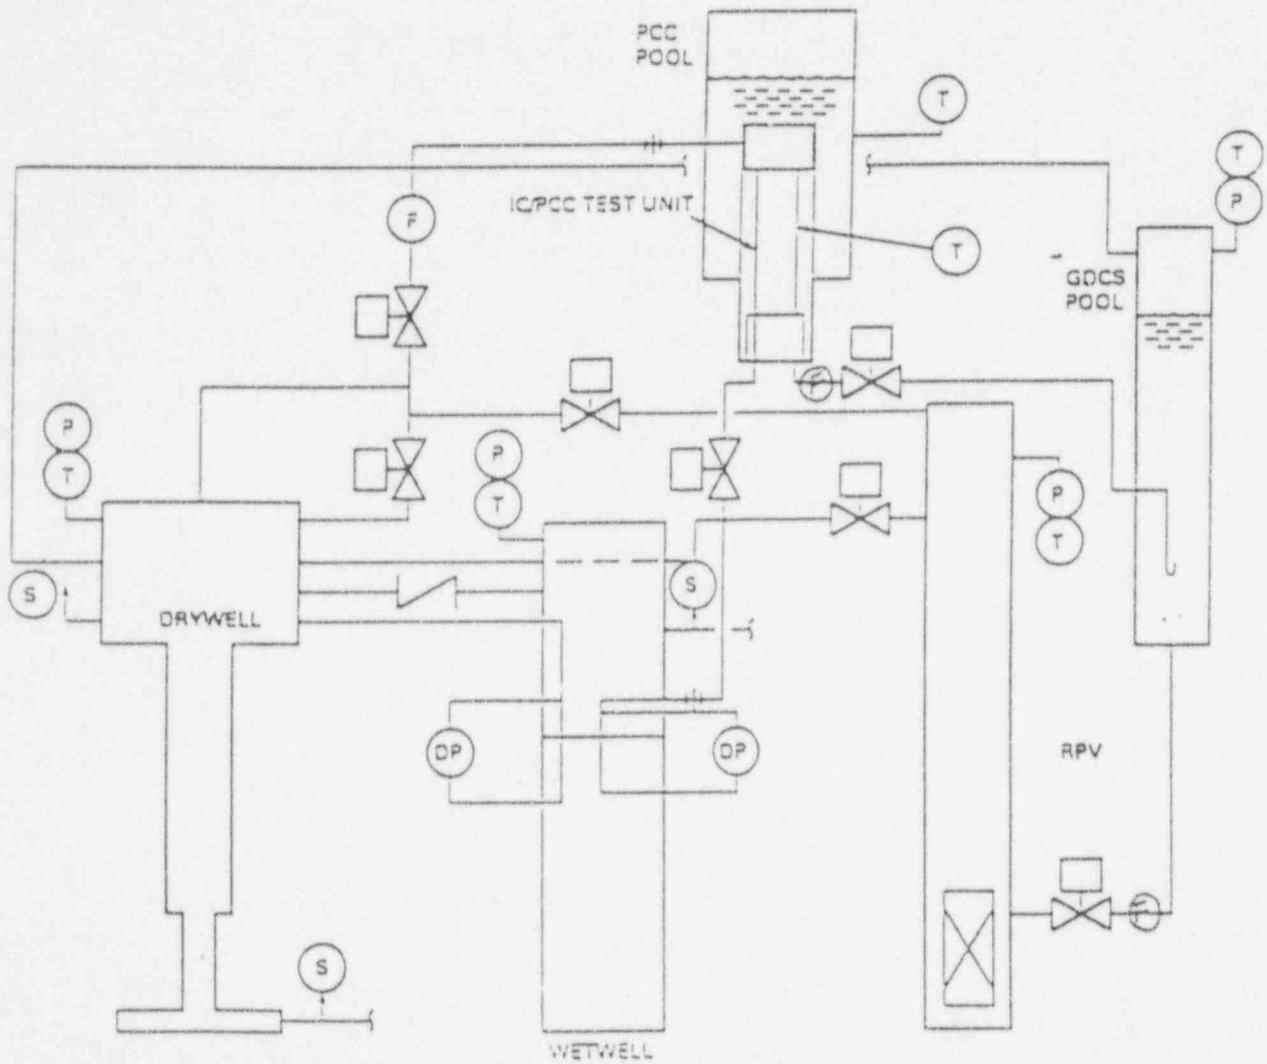 PCC
POOL
T
T
P
F
IC/PCC TEST UNIT
T
GDCS
POOL
F
P
T
P
T
P
T
S
S
DRYWELL
DP
DP
RPV
F
S
WETWELL